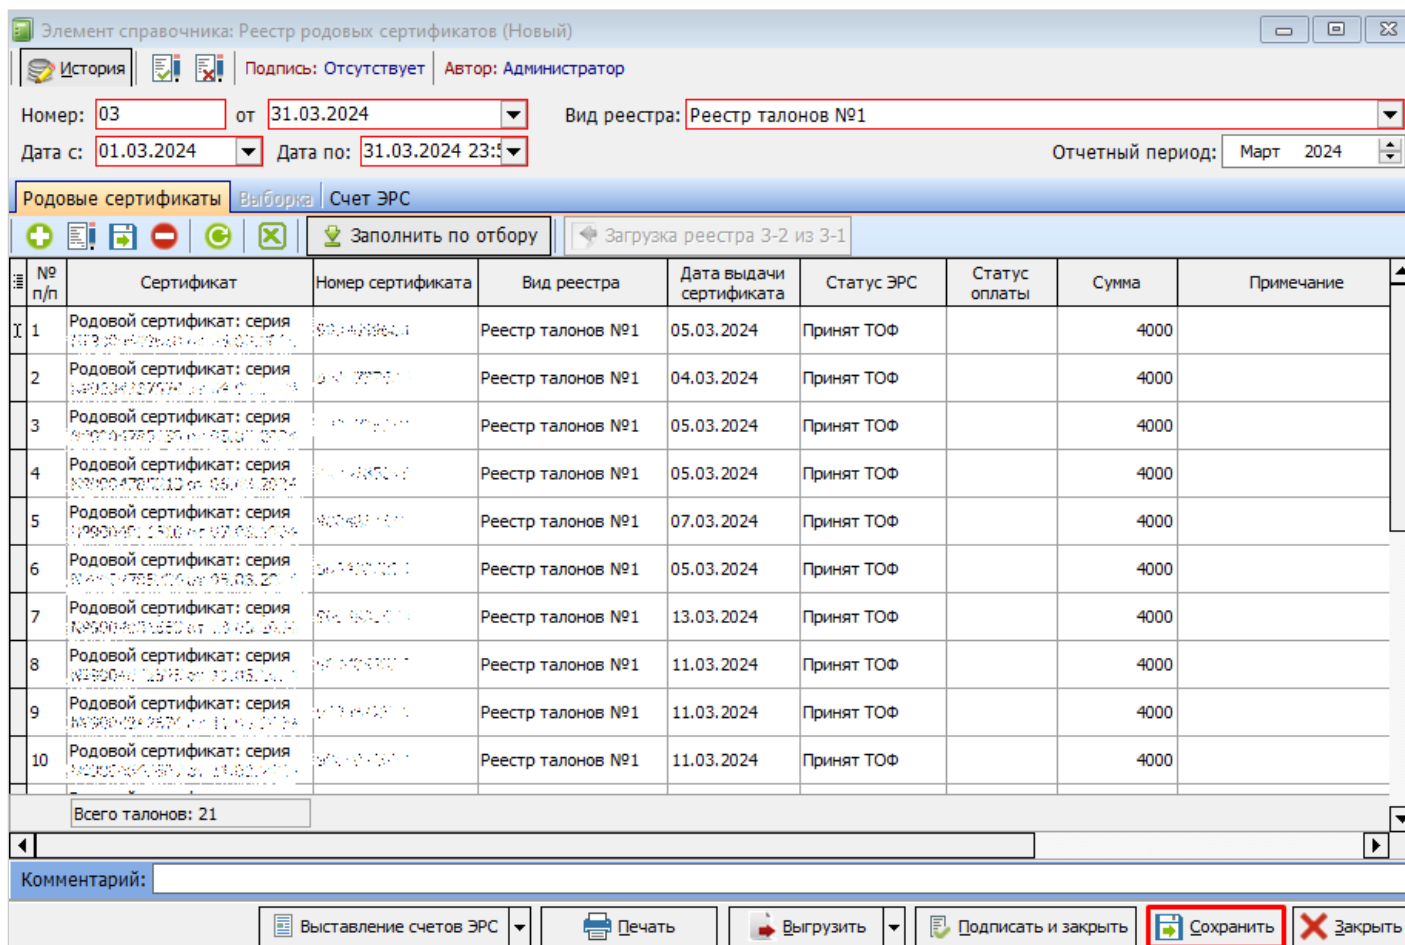 Элемент справочника: Реестр родовых сертификатов (Новый)
История Подпись: Отсутствует Автор: Администратор
Номер: 03 от 31.03.2024 Вид реестра: Реестр талонов №1
Дата с: 01.03.2024 Дата по: 31.03.2024 23: Отчетный период: Март 2024
Родовые сертификаты Выборка Счет ЭРС
Заполнить по отбору Загрузка реестра 3-2 из 3-1
№ п/п Сертификат Номер сертификата Вид реестра Дата выдачи сертификата Статус ЭРС Статус оплаты Сумма Примечание
1 Родовой сертификат: серия Реестр талонов №1 05.03.2024 Принят ТОФ 4000
2 Родовой сертификат: серия Реестр талонов №1 04.03.2024 Принят ТОФ 4000
3 Родовой сертификат: серия Реестр талонов №1 05.03.2024 Принят ТОФ 4000
4 Родовой сертификат: серия Реестр талонов №1 05.03.2024 Принят ТОФ 4000
5 Родовой сертификат: серия Реестр талонов №1 07.03.2024 Принят ТОФ 4000
6 Родовой сертификат: серия Реестр талонов №1 05.03.2024 Принят ТОФ 4000
7 Родовой сертификат: серия Реестр талонов №1 13.03.2024 Принят ТОФ 4000
8 Родовой сертификат: серия Реестр талонов №1 11.03.2024 Принят ТОФ 4000
9 Родовой сертификат: серия Реестр талонов №1 11.03.2024 Принят ТОФ 4000
10 Родовой сертификат: серия Реестр талонов №1 11.03.2024 Принят ТОФ 4000
Всего талонов: 21
Комментарий:
Выставление счетов ЭРС Печать Выгрузить Подписать и закрыть Сохранить Закрыть